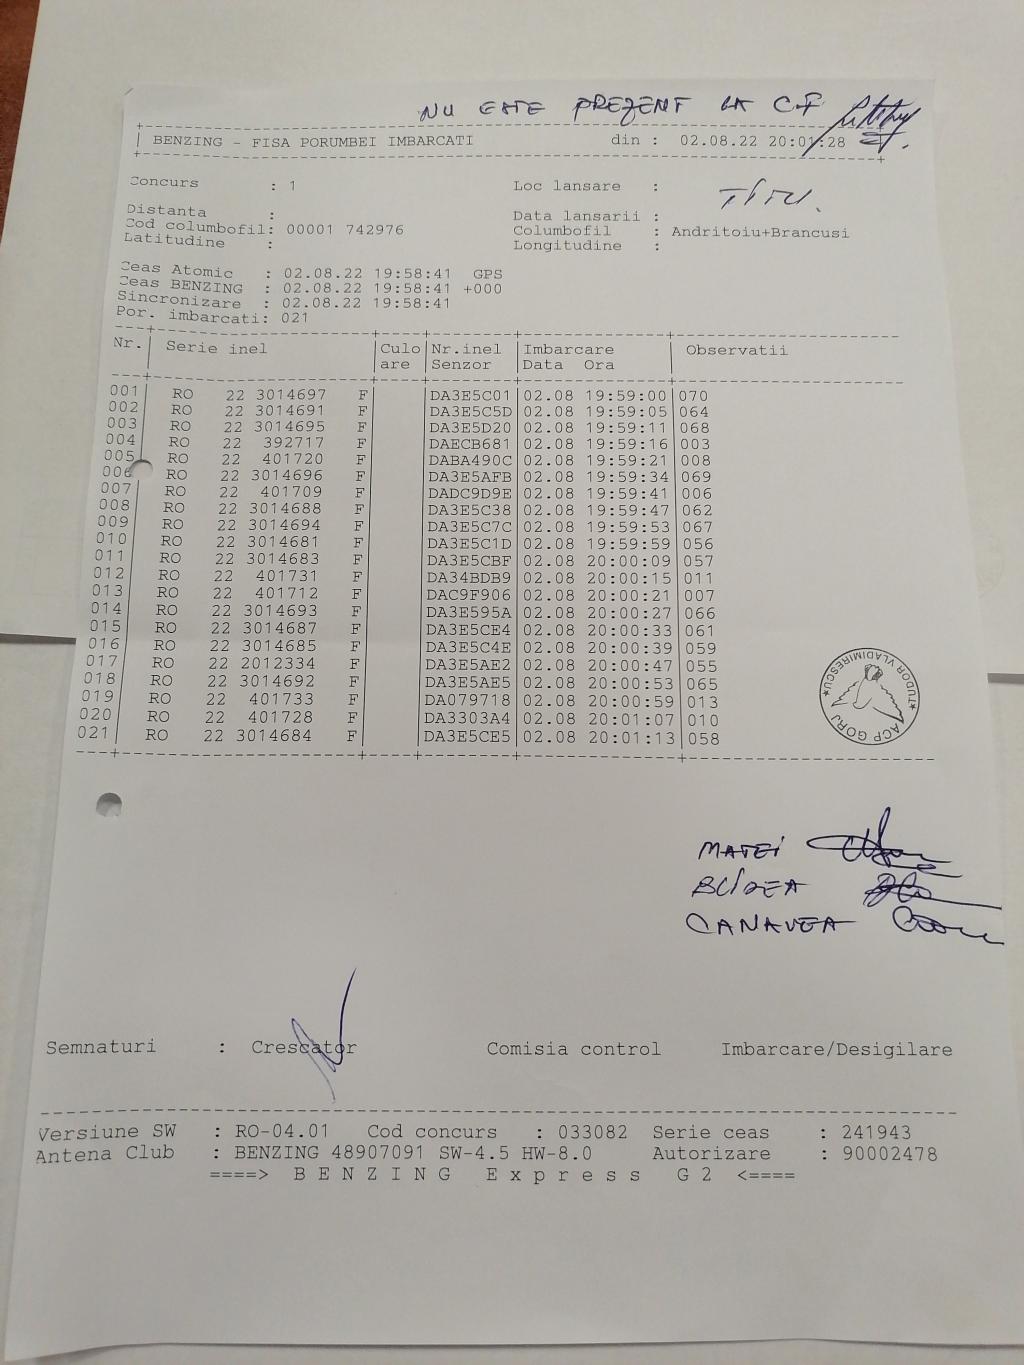 NU ESTE PREZENT LA C.F
BENZING - FISA PORUMBEI IMBARCATI din : 02.08.22 20:01:28
Concurs : 1 Loc lansare : TITU.
Distanta : Data lansarii :
Cod columbofil: 00001 742976 Columbofil : Andritoiu+Brancusi
Latitudine : Longitudine :
Ceas Atomic : 02.08.22 19:58:41 GPS
Ceas BENZING : 02.08.22 19:58:41 +000
Sincronizare : 02.08.22 19:58:41
Por. imbarcati: 021
Nr. Serie inel Culo Nr.inel Imbarcare Observatii
are Senzor Data Ora
001 RO 22 3014697 F DA3E5C01 02.08 19:59:00 070
002 RO 22 3014691 F DA3E5C5D 02.08 19:59:05 064
003 RO 22 3014695 F DA3E5D20 02.08 19:59:11 068
004 RO 22 392717 F DAECB681 02.08 19:59:16 003
005 RO 22 401720 F DABA490C 02.08 19:59:21 008
006 RO 22 3014696 F DA3E5AFB 02.08 19:59:34 069
007 RO 22 401709 F DADC9D9E 02.08 19:59:41 006
008 RO 22 3014688 F DA3E5C38 02.08 19:59:47 062
009 RO 22 3014694 F DA3E5C7C 02.08 19:59:53 067
010 RO 22 3014681 F DA3E5C1D 02.08 19:59:59 056
011 RO 22 3014683 F DA3E5CBF 02.08 20:00:09 057
012 RO 22 401731 F DA34BDB9 02.08 20:00:15 011
013 RO 22 401712 F DAC9F906 02.08 20:00:21 007
014 RO 22 3014693 F DA3E595A 02.08 20:00:27 066
015 RO 22 3014687 F DA3E5CE4 02.08 20:00:33 061
016 RO 22 3014685 F DA3E5C4E 02.08 20:00:39 059
017 RO 22 2012334 F DA3E5AE2 02.08 20:00:47 055
018 RO 22 3014692 F DA3E5AE5 02.08 20:00:53 065
019 RO 22 401733 F DA079718 02.08 20:00:59 013
020 RO 22 401728 F DA3303A4 02.08 20:01:07 010
021 RO 22 3014684 F DA3E5CE5 02.08 20:01:13 058
TUDOR VLADIMIRESCU
ACP GORJ
MATEI
BLIDEA
CANAVEA
Semnaturi : Crescator Comisia control Imbarcare/Desigilare
Versiune SW : RO-04.01 Cod concurs : 033082 Serie ceas : 241943
Antena Club : BENZING 48907091 SW-4.5 HW-8.0 Autorizare : 90002478
====> B E N Z I N G E x p r e s s G 2 <====